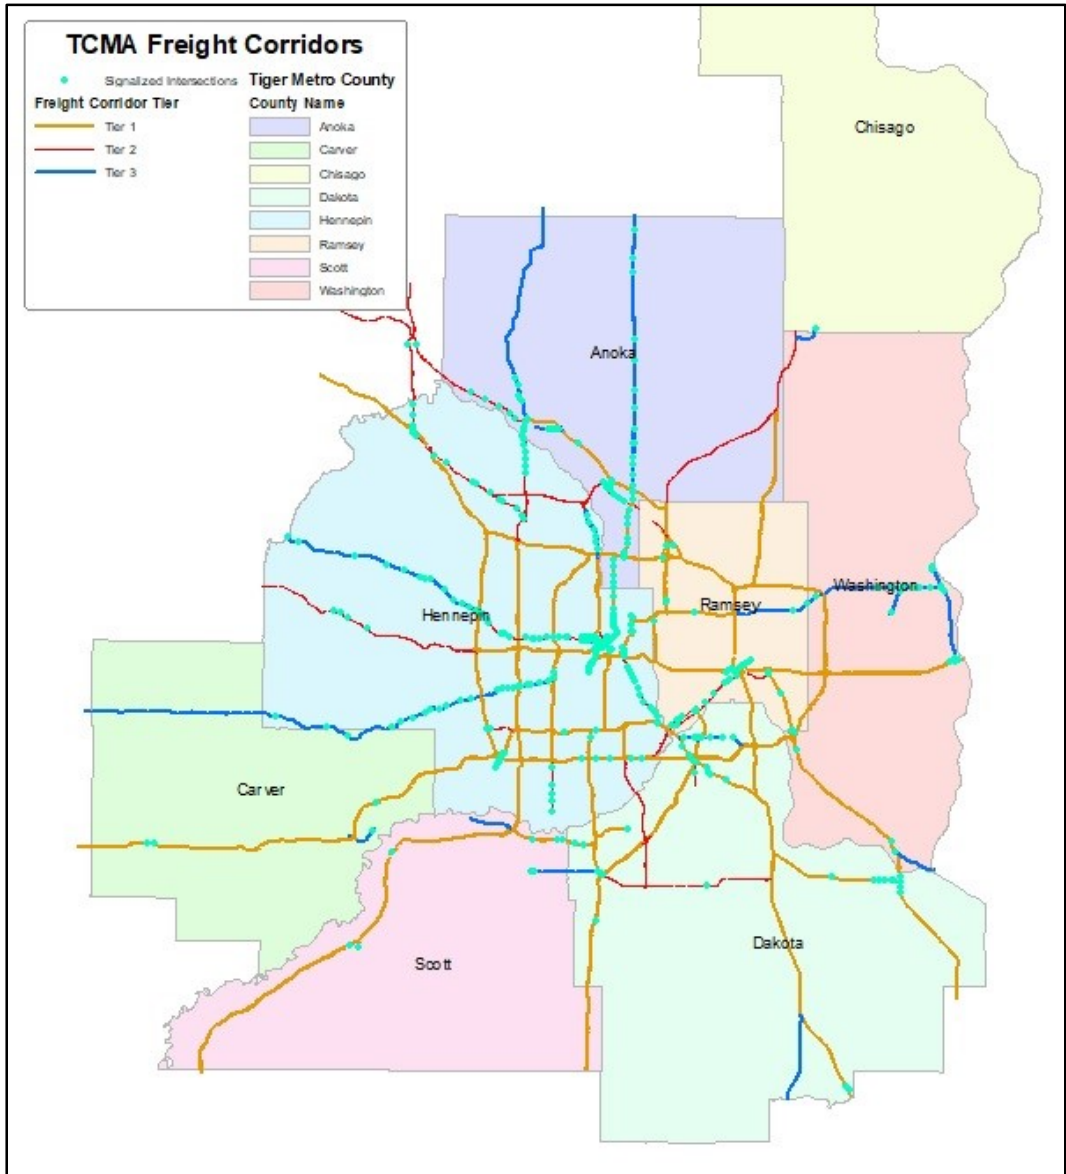 TCMA Freight Corridors
Signalized Intersections
Freight Corridor Tier
Tier 1
Tier 2
Tier 3
Tiger Metro County
County Name
Anoka
Carver
Chisago
Dakota
Hennepin
Ramsey
Scott
Washington
Chisago
Anoka
Washington
Ramsey
Hennepin
Carver
Dakota
Scott